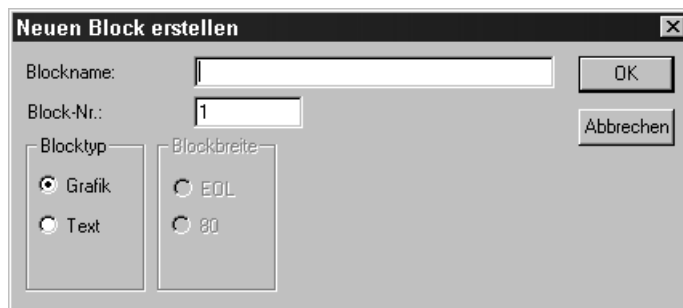 Neuen Block erstellen
Blockname:
OK
Block-Nr.: 1
Abbrechen
Blocktyp Blockbreite
Grafik EOL
Text 80